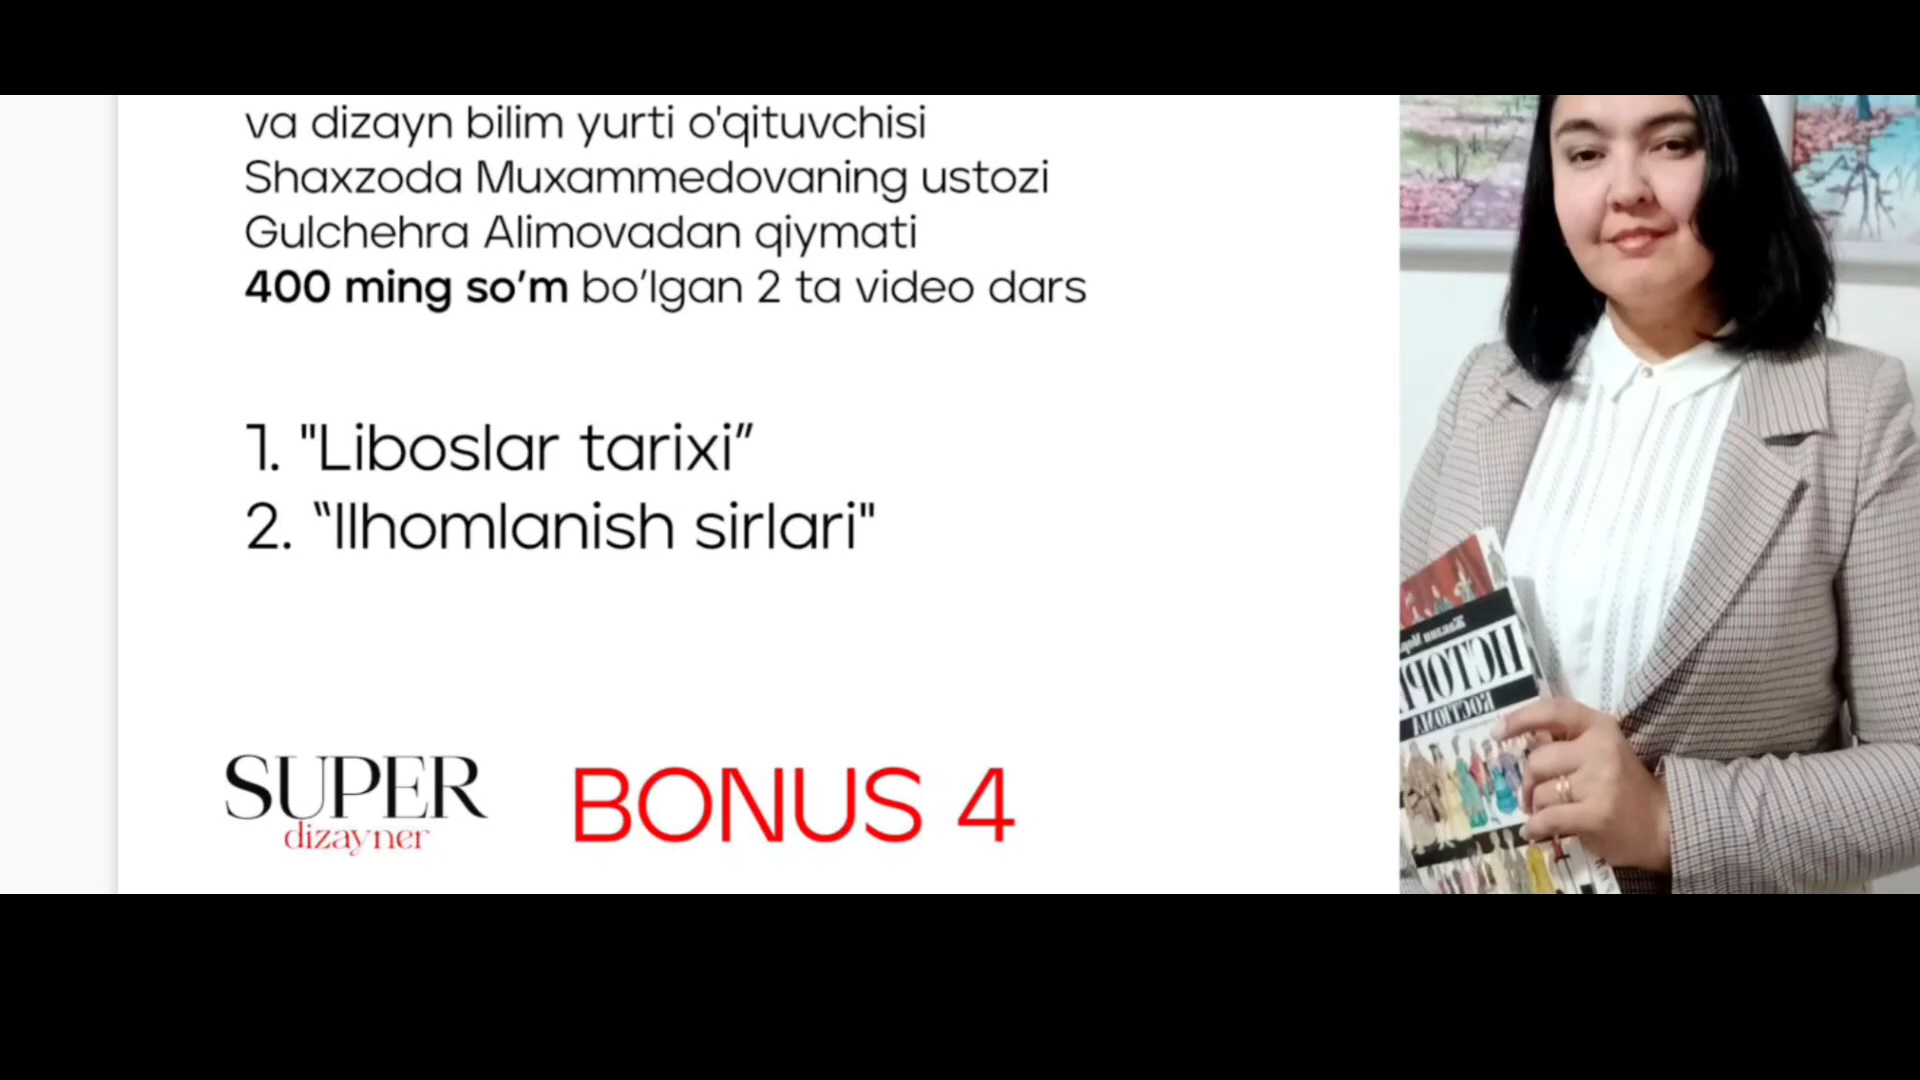 va dizayn bilim yurti o'qituvchisi
Shaxzoda Muxammedovaning ustozi
Gulchehra Alimovadan qiymati
400 ming so’m bo’lgan 2 ta video dars
1. "Liboslar tarixi”
2. “Ilhomlanish sirlari"
SUPER
dizayner
BONUS 4
КОСТЮМА